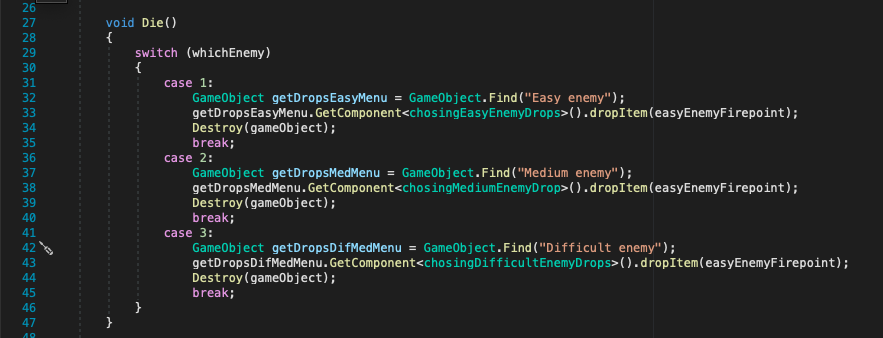 26
27 void Die()
28 {
29 switch (whichEnemy)
30 {
31 case 1:
32 GameObject getDropsEasyMenu = GameObject.Find("Easy enemy");
33 getDropsEasyMenu.GetComponent<chosingEasyEnemyDrops>().dropItem(easyEnemyFirepoint);
34 Destroy(gameObject);
35 break;
36 case 2:
37 GameObject getDropsMedMenu = GameObject.Find("Medium enemy");
38 getDropsMedMenu.GetComponent<chosingMediumEnemyDrop>().dropItem(easyEnemyFirepoint);
39 Destroy(gameObject);
40 break;
41 case 3:
42 GameObject getDropsDifMedMenu = GameObject.Find("Difficult enemy");
43 getDropsDifMedMenu.GetComponent<chosingDifficultEnemyDrops>().dropItem(easyEnemyFirepoint);
44 Destroy(gameObject);
45 break;
46 }
47 }
48